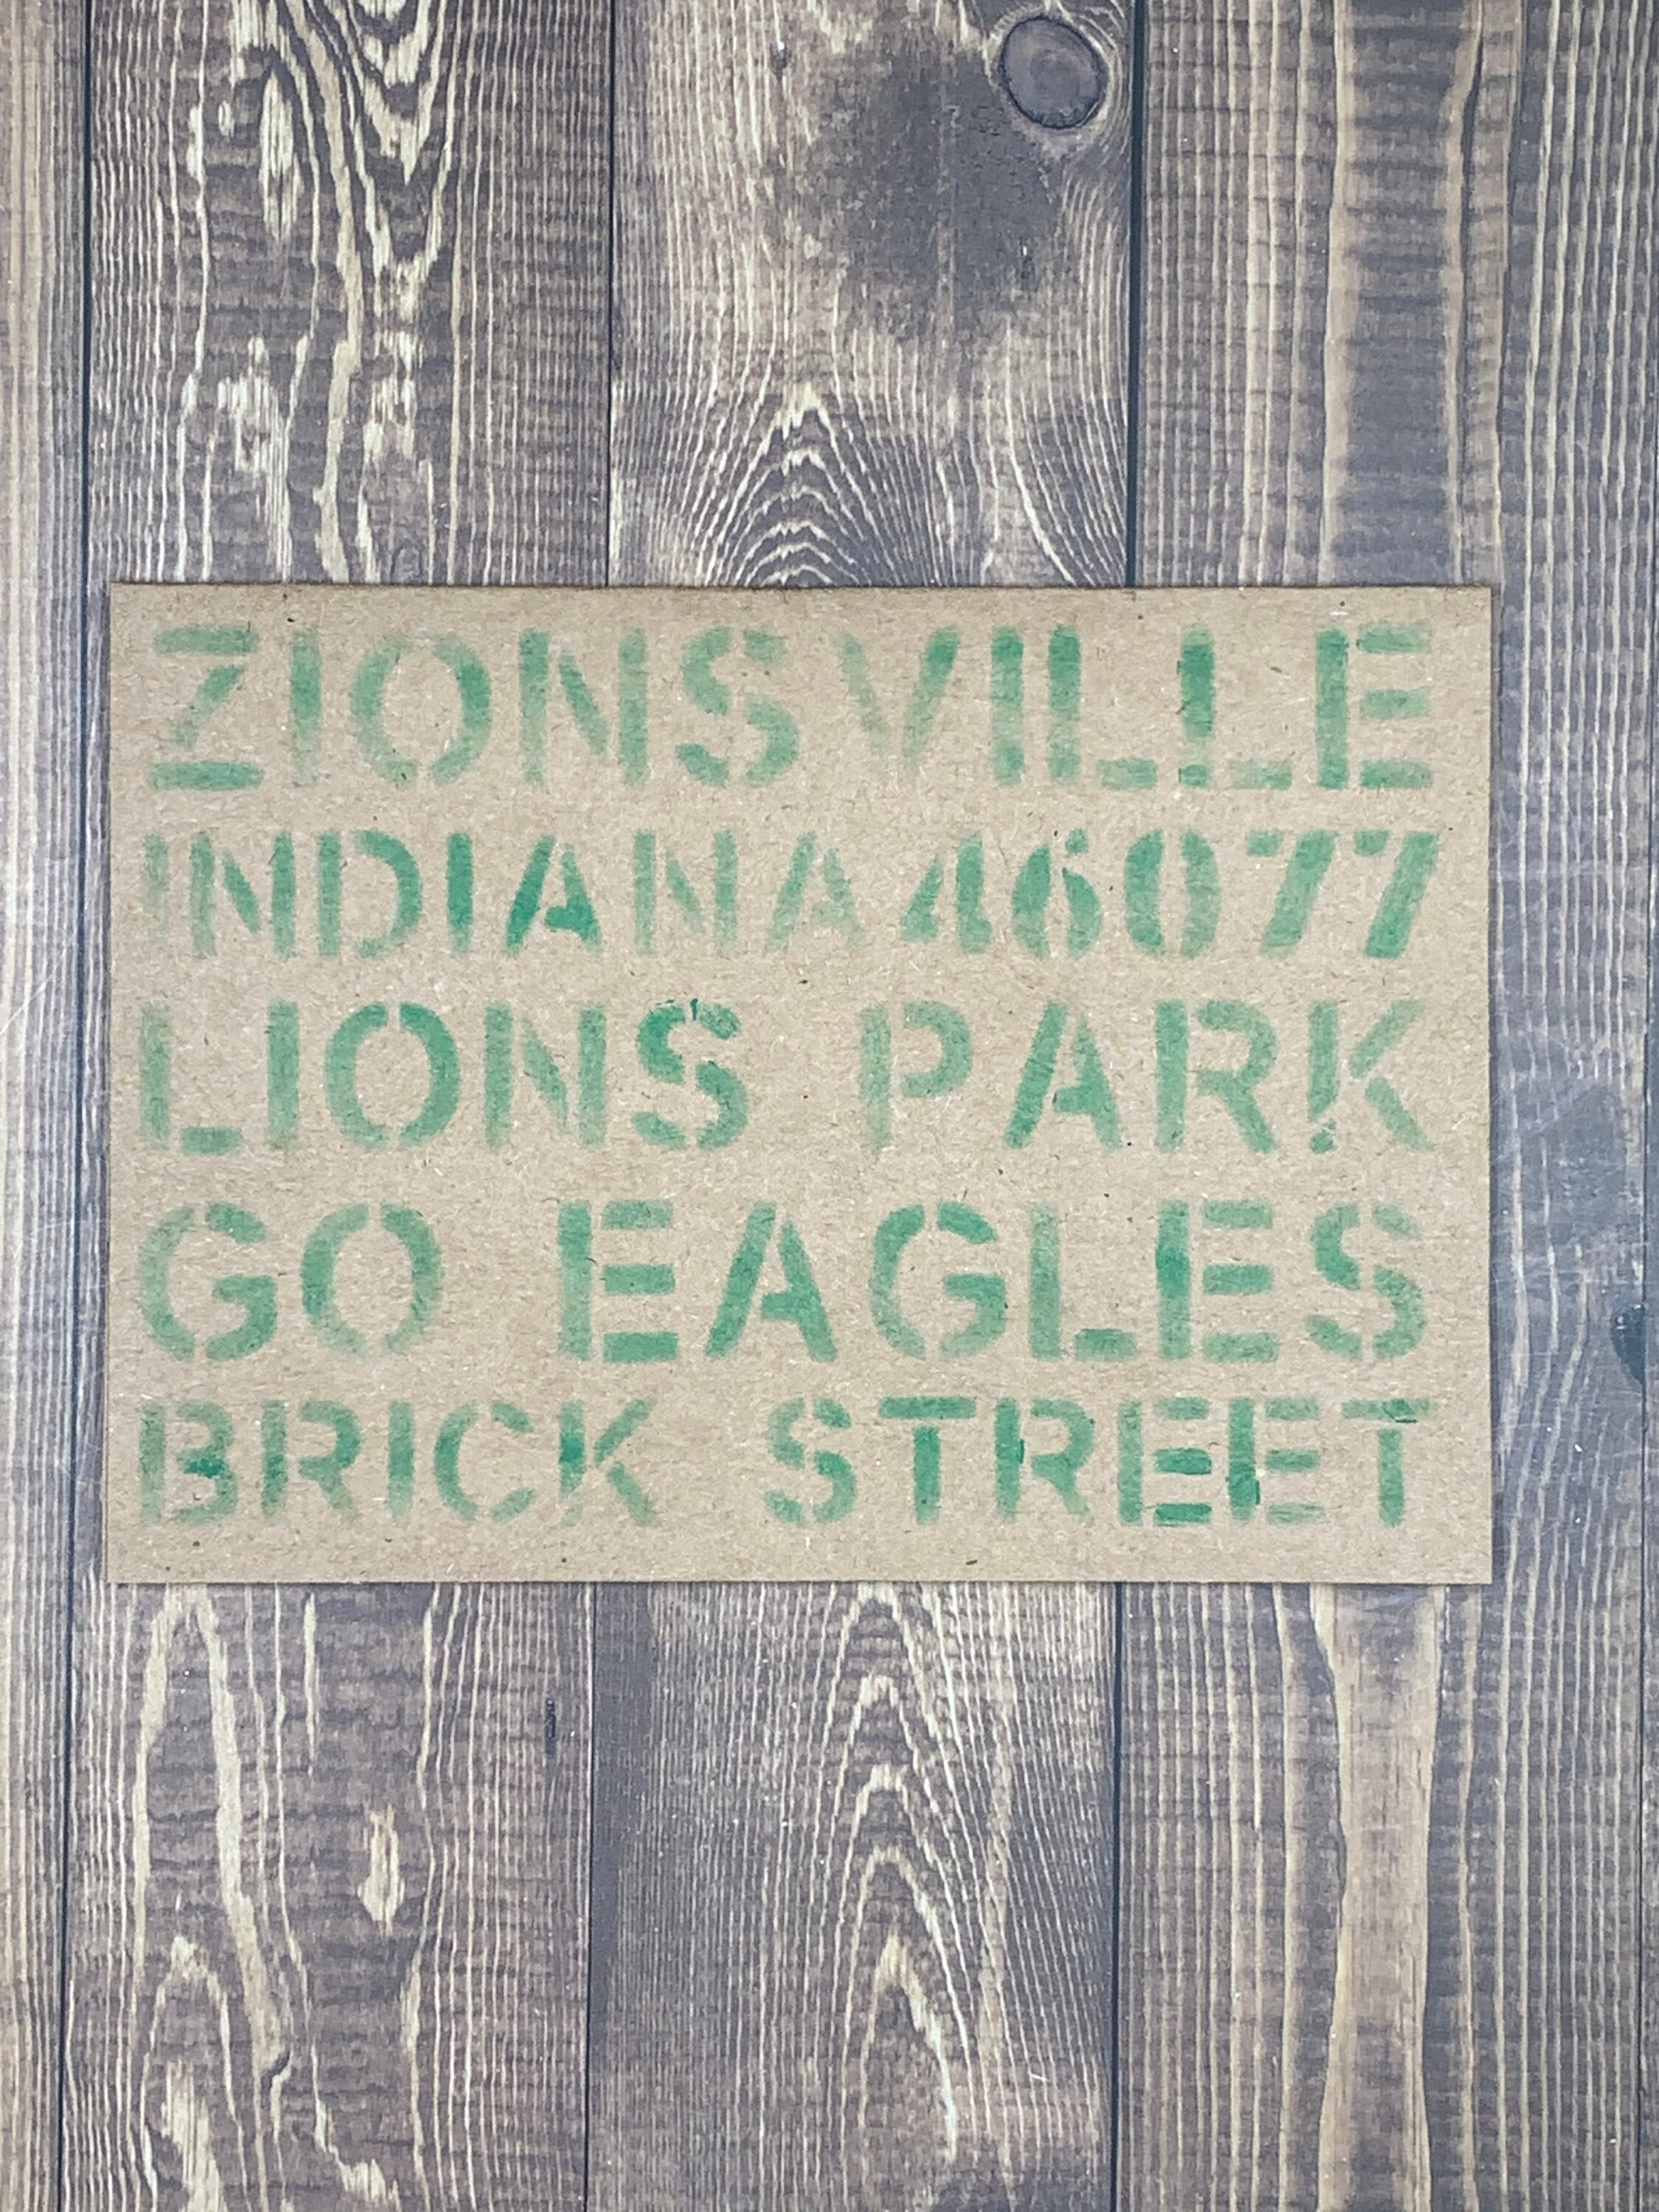 ZIONSVILLE
INDIANA 46077
LIONS PARK
GO EAGLES
BRICK STREET